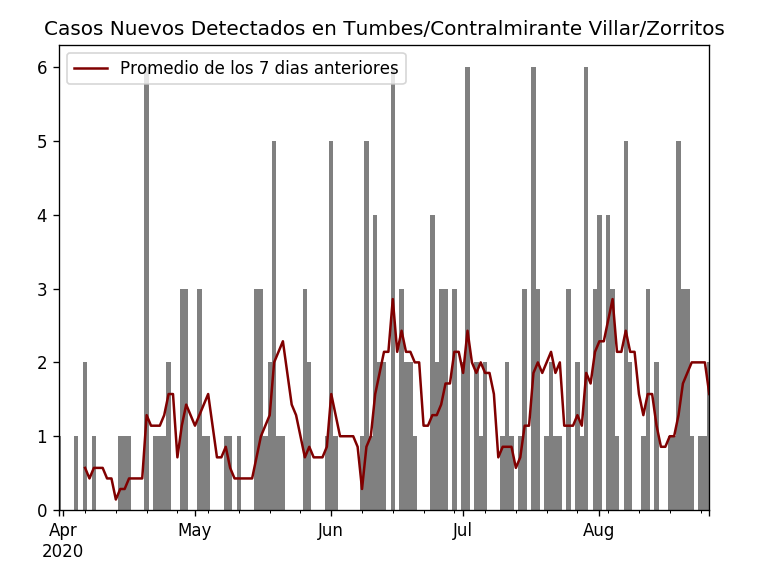 Casos Nuevos Detectados en Tumbes/Contralmirante Villar/Zorritos
Promedio de los 7 dias anteriores
6
5
4
3
2
1
0
Apr May Jun Jul Aug
2020